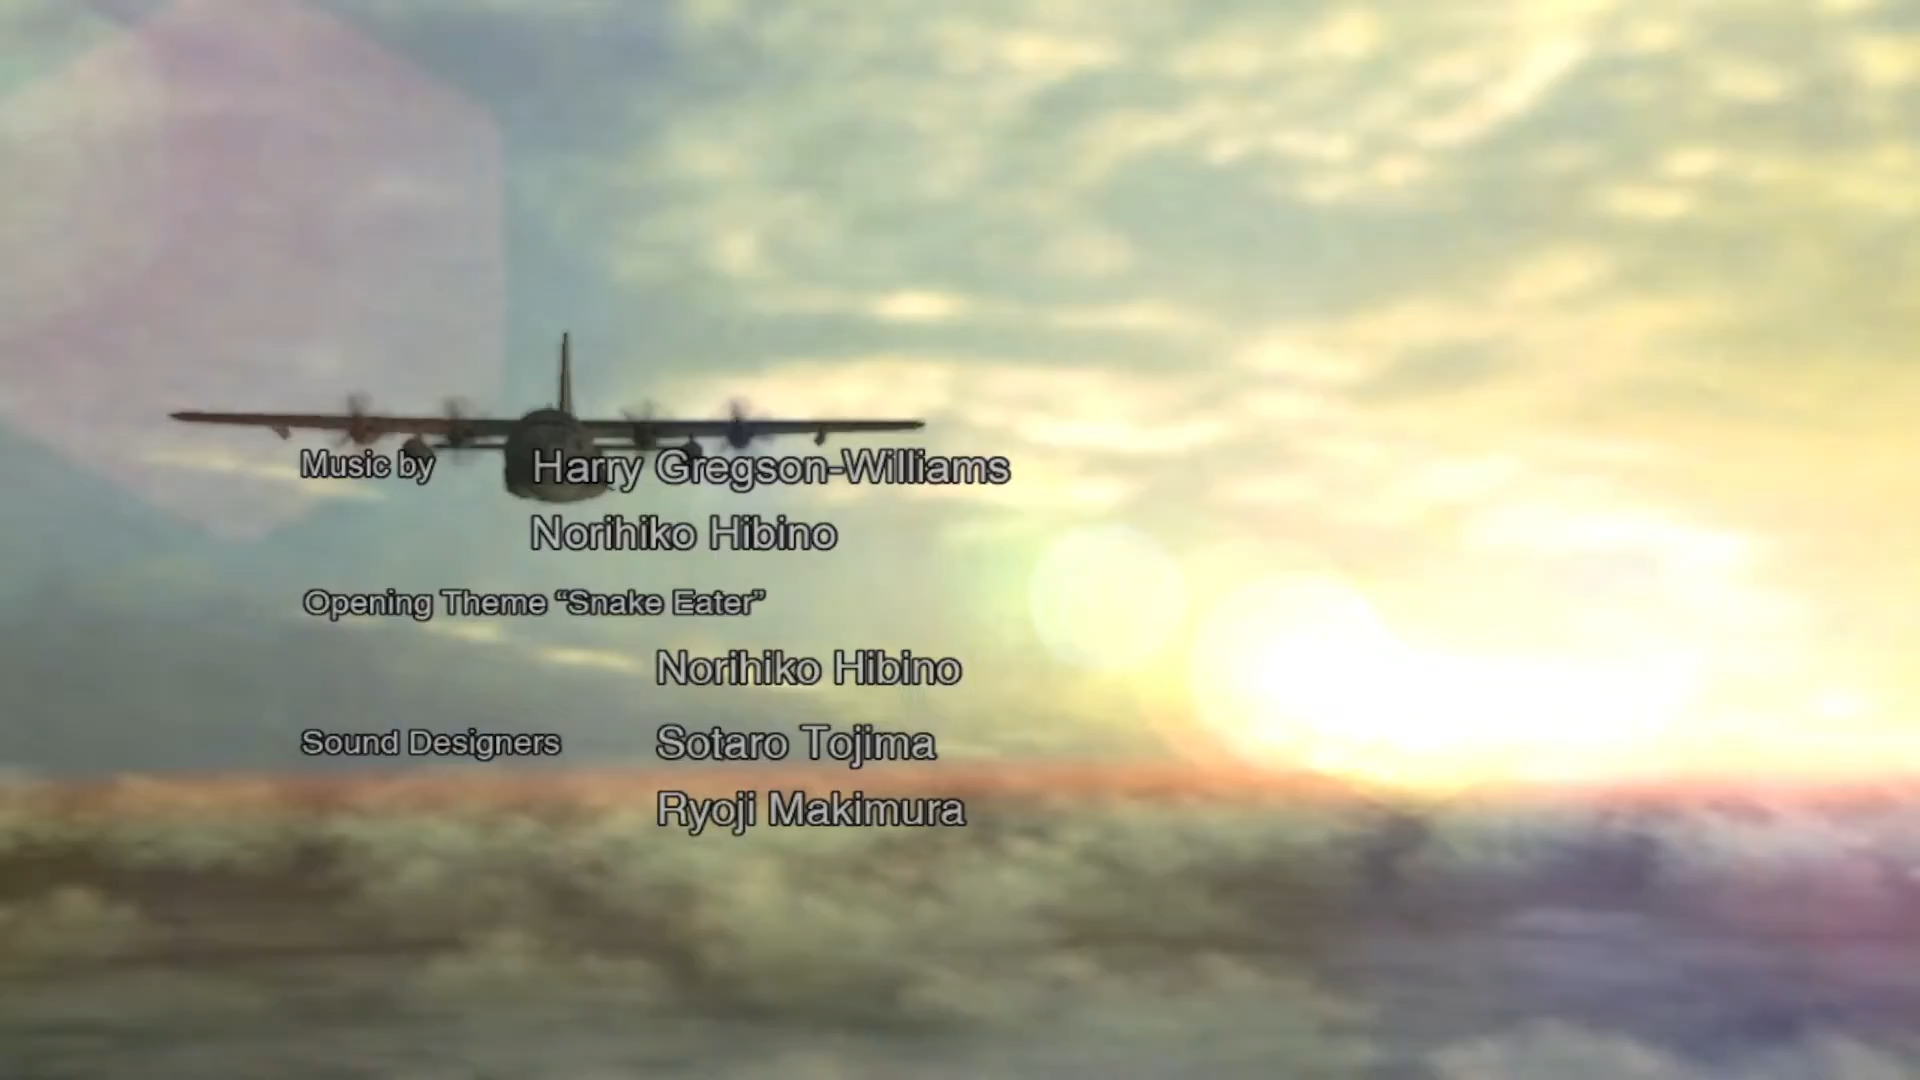 Music by Harry Gregson-Williams
Norihiko Hibino
Opening Theme “Snake Eater”
Norihiko Hibino
Sound Designers Sotaro Tojima
Ryoji Makimura